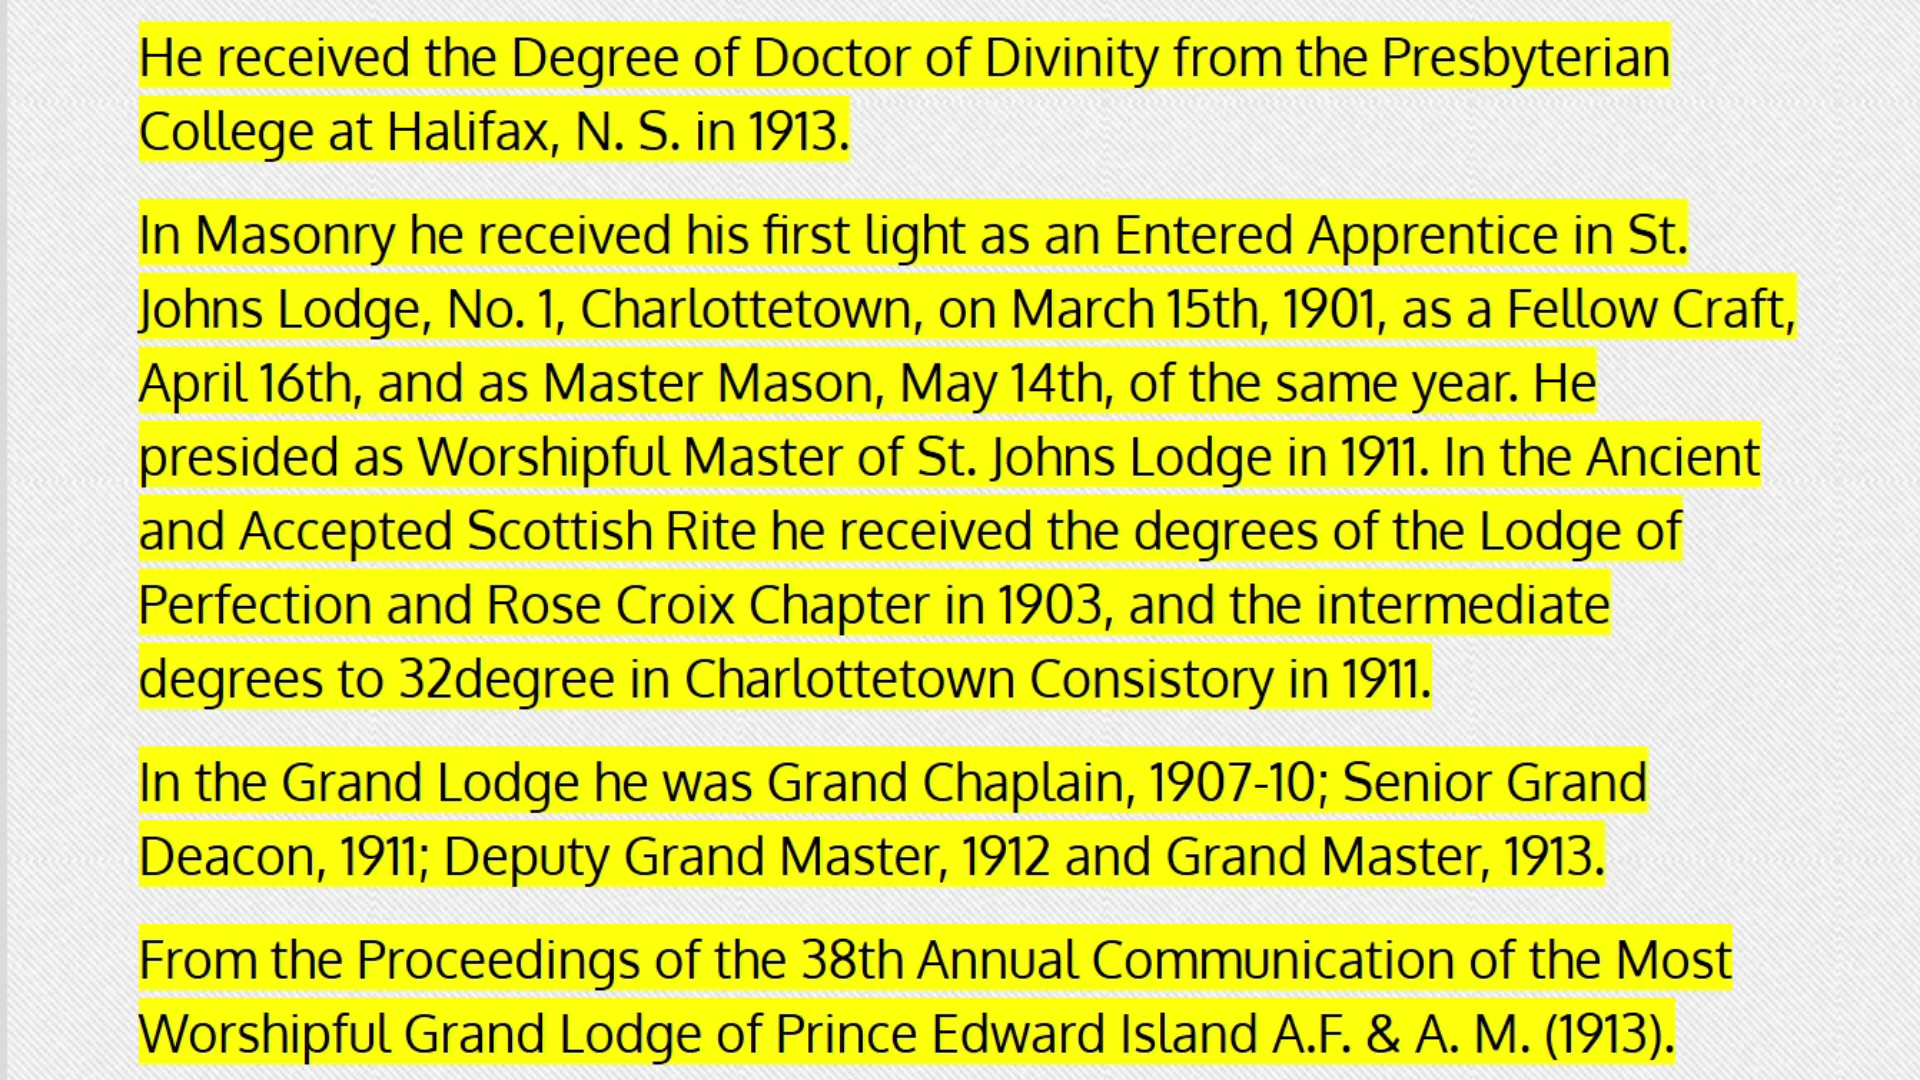 He received the Degree of Doctor of Divinity from the Presbyterian
College at Halifax, N. S. in 1913.
In Masonry he received his first light as an Entered Apprentice in St.
Johns Lodge, No. 1, Charlottetown, on March 15th, 1901, as a Fellow Craft,
April 16th, and as Master Mason, May 14th, of the same year. He
presided as Worshipful Master of St. Johns Lodge in 1911. In the Ancient
and Accepted Scottish Rite he received the degrees of the Lodge of
Perfection and Rose Croix Chapter in 1903, and the intermediate
degrees to 32degree in Charlottetown Consistory in 1911.
In the Grand Lodge he was Grand Chaplain, 1907-10; Senior Grand
Deacon, 1911; Deputy Grand Master, 1912 and Grand Master, 1913.
From the Proceedings of the 38th Annual Communication of the Most
Worshipful Grand Lodge of Prince Edward Island A.F. & A. M. (1913).